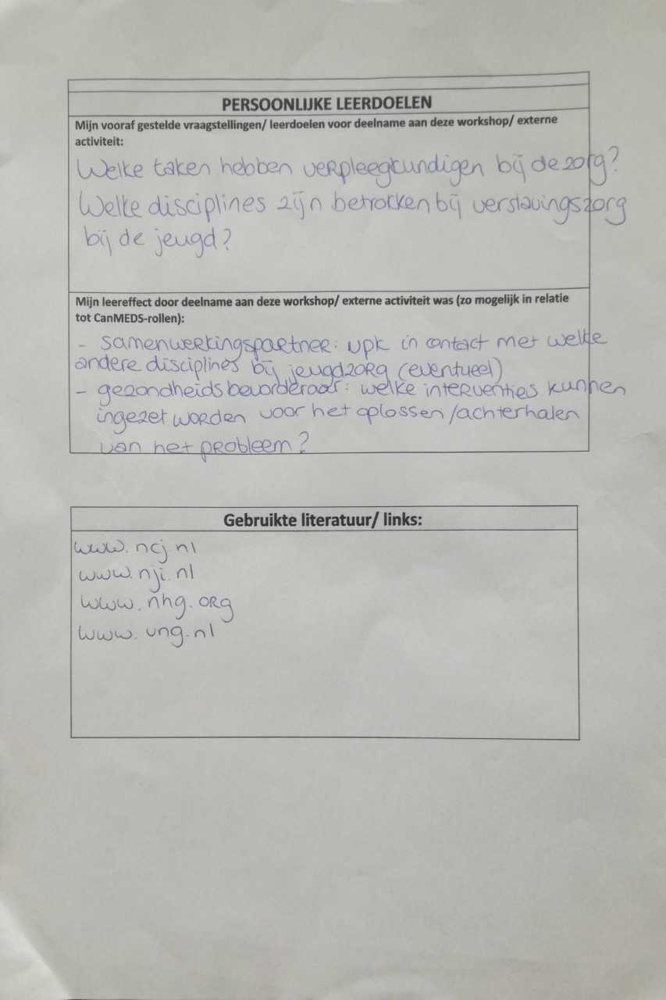 PERSOONLIJKE LEERDOELEN
Mijn vooraf gestelde vraagstellingen/ leerdoelen voor deelname aan deze workshop/ externe
activiteit:
Welke taken hebben verpleegkundigen bij de zorg?
Welke disciplines zijn betrokken bij verslavingszorg
bij de jeugd?
Mijn leereffect door deelname aan deze workshop/ externe activiteit was (zo mogelijk in relatie
tot CanMEDS-rollen):
- samenwerkingspartner: vpk in contact met welke
andere disciplines bij jeugdzorg (eventueel)
- gezondheidsbevorderaar: welke interventies kunnen
ingezet worden voor het oplossen/achterhalen
van het probleem?
Gebruikte literatuur/ links:
www.ncj.nl
www.nji.nl
www.nhg.org
www.vng.nl